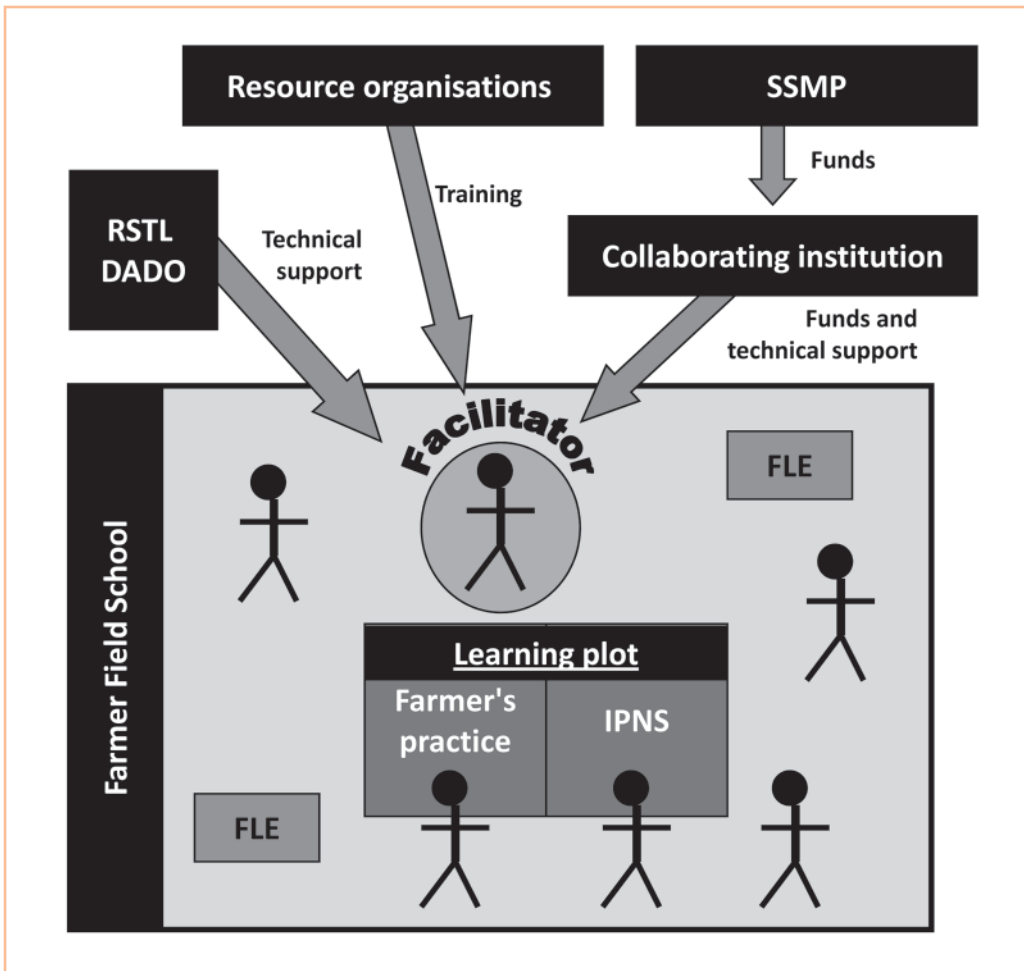 Resource organisations
SSMP
Funds
Training
RSTL
DADO
Technical
support
Collaborating institution
Funds and
technical support
Farmer Field School
Facilitator
FLE
Learning plot
Farmer's
practice
IPNS
FLE